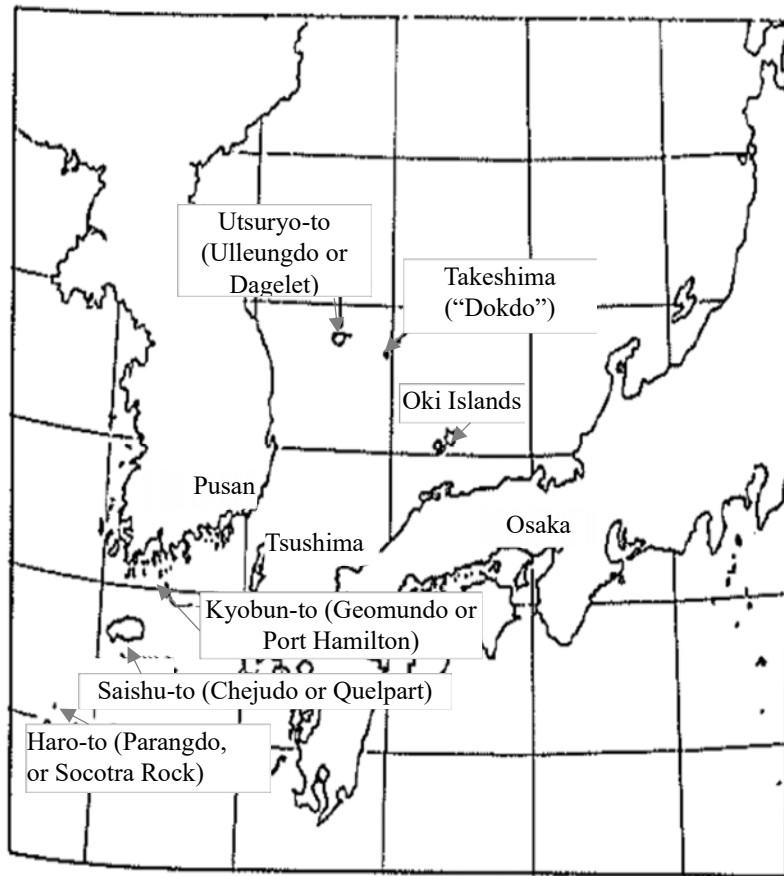 Utsuryo-to
(Ulleungdo or
Dagelet)
Takeshima
(“Dokdo”)
Oki Islands
Pusan
Osaka
Tsushima
Kyobun-to (Geomundo or
Port Hamilton)
Saishu-to (Chejudo or Quelpart)
Haro-to (Parangdo,
or Socotra Rock)